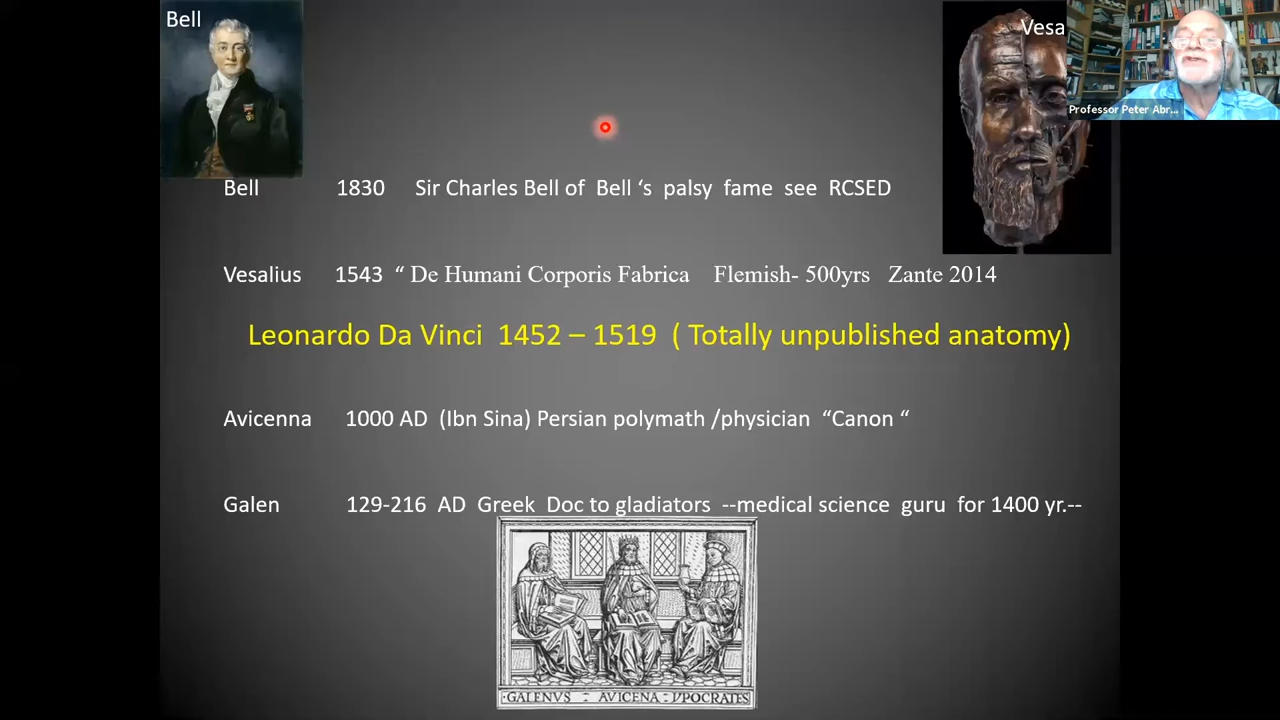 Bell
Vesa
Professor Peter Abr...
Bell 1830 Sir Charles Bell of Bell ‘s palsy fame see RCSED
Vesalius 1543 “ De Humani Corporis Fabrica Flemish- 500yrs Zante 2014
Leonardo Da Vinci 1452 – 1519 ( Totally unpublished anatomy)
Avicenna 1000 AD (Ibn Sina) Persian polymath /physician “Canon “
Galen 129-216 AD Greek Doc to gladiators --medical science guru for 1400 yr.--
GALENVS AVICENA YPOCRATES